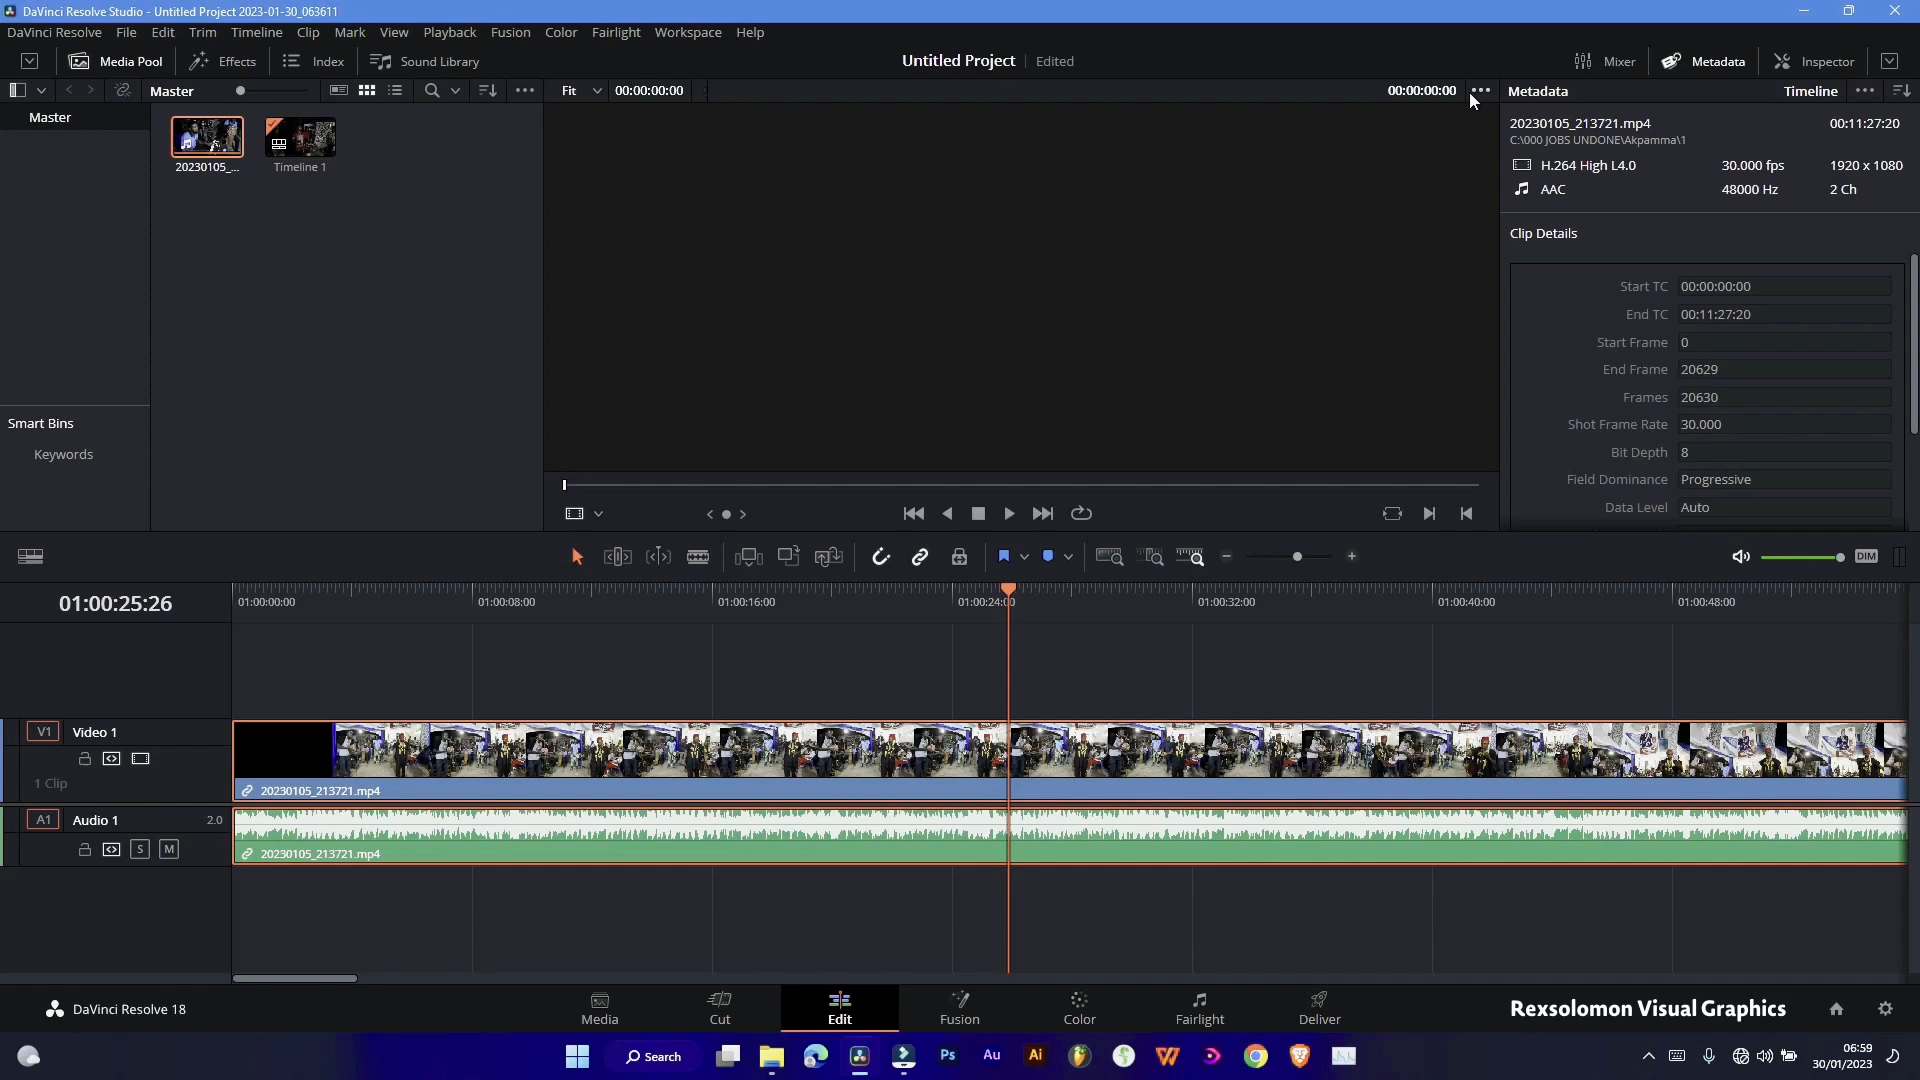 DaVinci Resolve Studio - Untitled Project 2023-01-30_063611
DaVinci Resolve File Edit Trim Timeline Clip Mark View Playback Fusion Color Fairlight Workspace Help
Media Pool Effects Index Sound Library Untitled Project Edited Mixer Metadata Inspector
Master Fit 00:00:00:00 00:00:00:00 Metadata Timeline
Master
20230105_...
Timeline 1
Smart Bins
Keywords
20230105_213721.mp4 00:11:27:20
C:\000 JOBS UNDONE\Akpamma\1
H.264 High L4.0 30.000 fps 1920 x 1080
AAC 48000 Hz 2 Ch
Clip Details
Start TC 00:00:00:00
End TC 00:11:27:20
Start Frame 0
End Frame 20629
Frames 20630
Shot Frame Rate 30.000
Bit Depth 8
Field Dominance Progressive
Data Level Auto
DIM
01:00:25:26
01:00:00:00 01:00:08:00 01:00:16:00 01:00:24:00 01:00:32:00 01:00:40:00 01:00:48:00
V1 Video 1
1 Clip
20230105_213721.mp4
A1 Audio 1 2.0
S M
20230105_213721.mp4
DaVinci Resolve 18
Media Cut Edit Fusion Color Fairlight Deliver
Rexsolomon Visual Graphics
Search
Ps Au Ai
06:59
30/01/2023